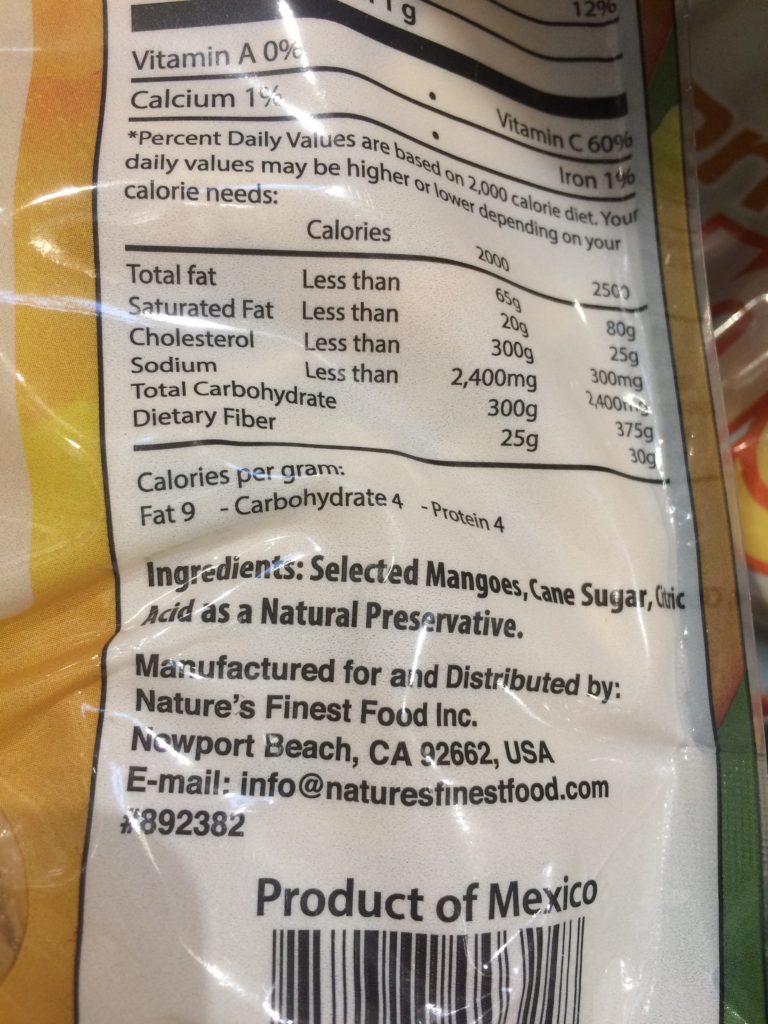 1g
12%
Vitamin A 0%
• Vitamin C 60%
Calcium 1%
• Iron 1%
*Percent Daily Values are based on 2,000 calorie diet. Your
daily values may be higher or lower depending on your
calorie needs:
Calories 2000 2500
Total fat Less than 65g 80g
Saturated Fat Less than 20g 25g
Cholesterol Less than 300g 300mg
Sodium Less than 2,400mg 2,400mg
Total Carbohydrate 300g 375g
Dietary Fiber 25g 30g
Calories per gram:
Fat 9 - Carbohydrate 4 - Protein 4
Ingredients: Selected Mangoes, Cane Sugar, Citric
Acid as a Natural Preservative.
Manufactured for and Distributed by:
Nature's Finest Food Inc.
Newport Beach, CA 92662, USA
E-mail: info@naturesfinestfood.com
#892382
Product of Mexico